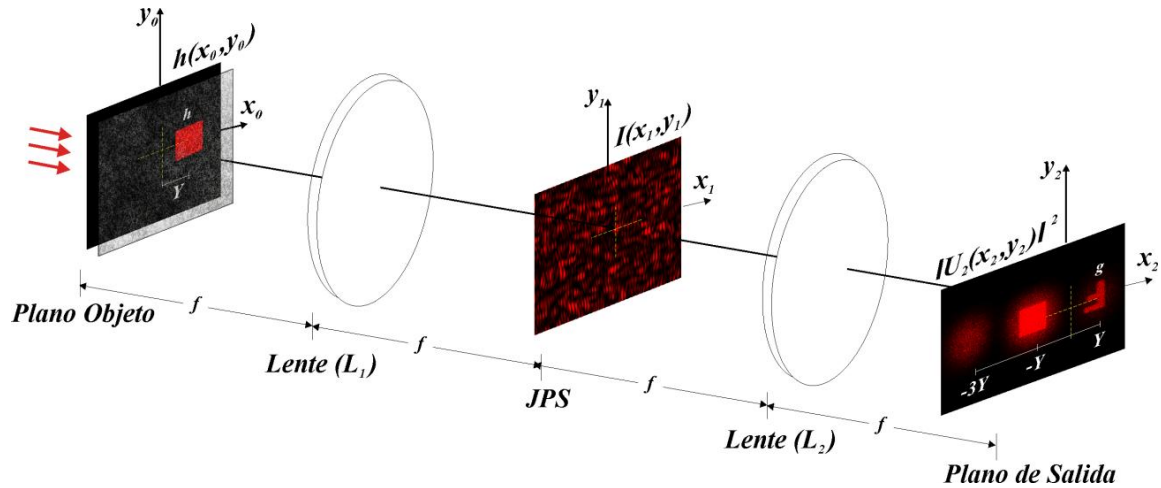 y₀
h(x₀,y₀)
x₀
h
Y
y₁
I(x₁,y₁)
x₁
y₂
|U₂(x₂,y₂)|²
x₂
g
Y
-Y
-3Y
f
f
f
f
Plano Objeto
Lente (L₁)
JPS
Lente (L₂)
Plano de Salida